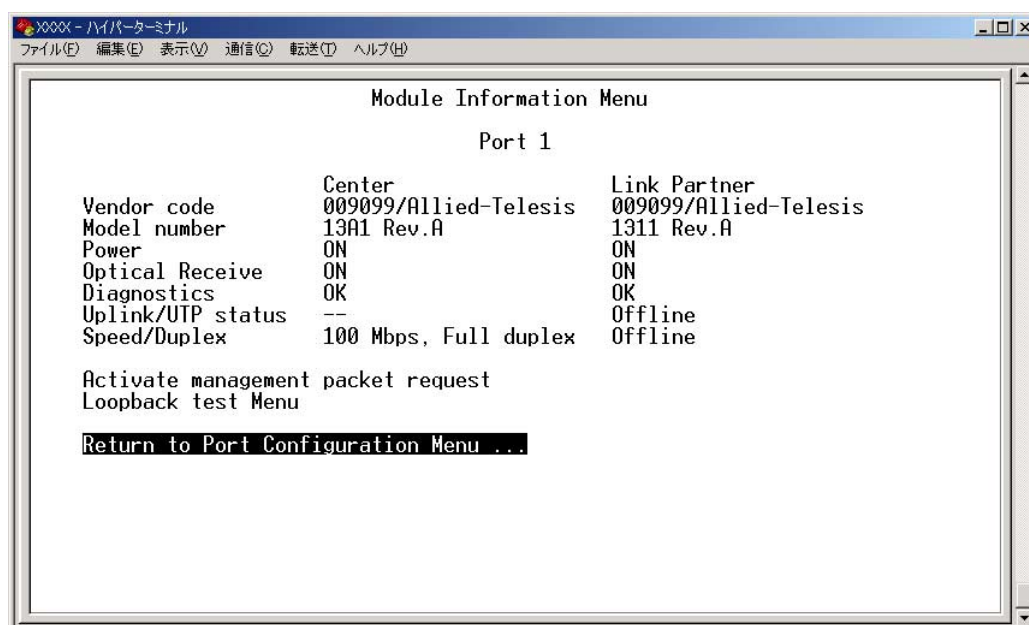 XXXX - ハイパーターミナル
ファイル(F) 編集(E) 表示(V) 通信(C) 転送(T) ヘルプ(H)
Module Information Menu
Port 1
Center Link Partner
Vendor code 009099/Allied-Telesis 009099/Allied-Telesis
Model number 13A1 Rev.A 1311 Rev.A
Power ON ON
Optical Receive ON ON
Diagnostics OK OK
Uplink/UTP status -- Offline
Speed/Duplex 100 Mbps, Full duplex Offline
Activate management packet request
Loopback test Menu
Return to Port Configuration Menu ...